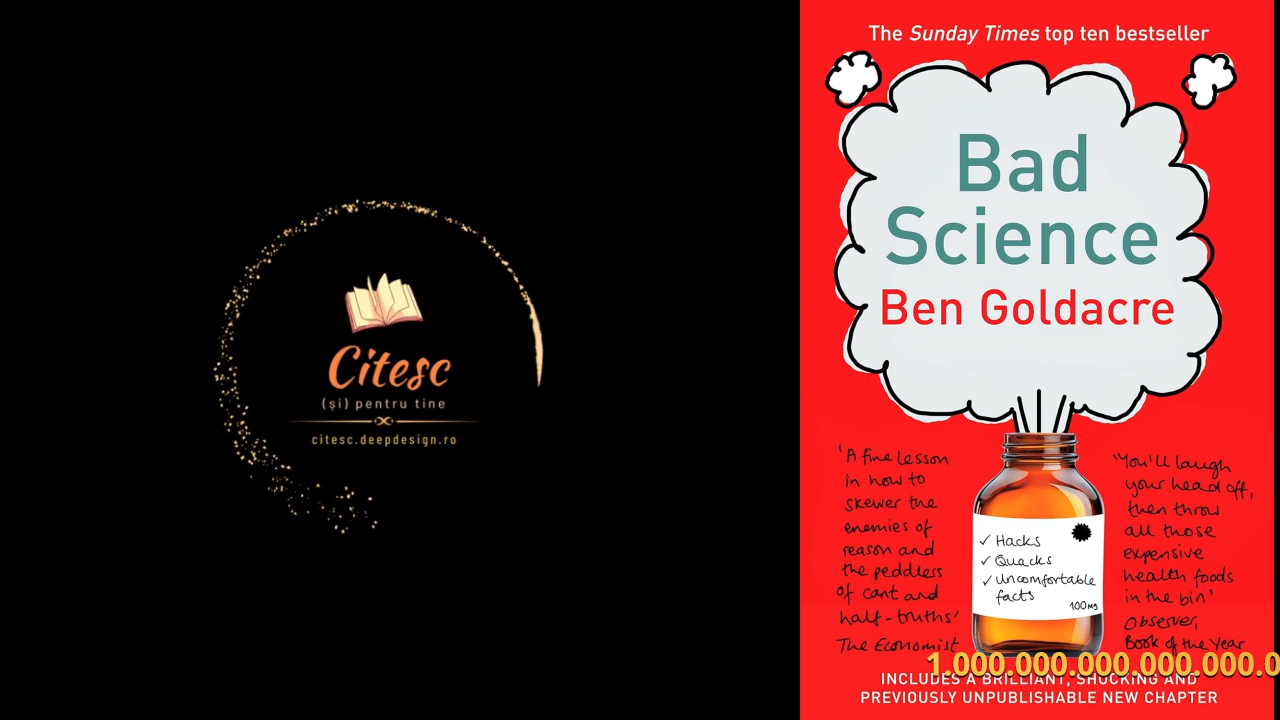 Citesc
(și) pentru tine
citesc.deepdesign.ro
The Sunday Times top ten bestseller
Bad
Science
Ben Goldacre
'A fine lesson
in how to
skewer the
enemies of
reason and
the peddlers
of cant and
half-truths'
The Economist
✓ Hacks
✓ Quacks
✓ Uncomfortable
facts
100mg
'You'll laugh
your head off,
then throw
all those
expensive
health foods
in the bin'
Observer,
Book of the Year
1.000.000.000.000.000.0
INCLUDES A BRILLIANT, SHOCKING AND
PREVIOUSLY UNPUBLISHABLE NEW CHAPTER